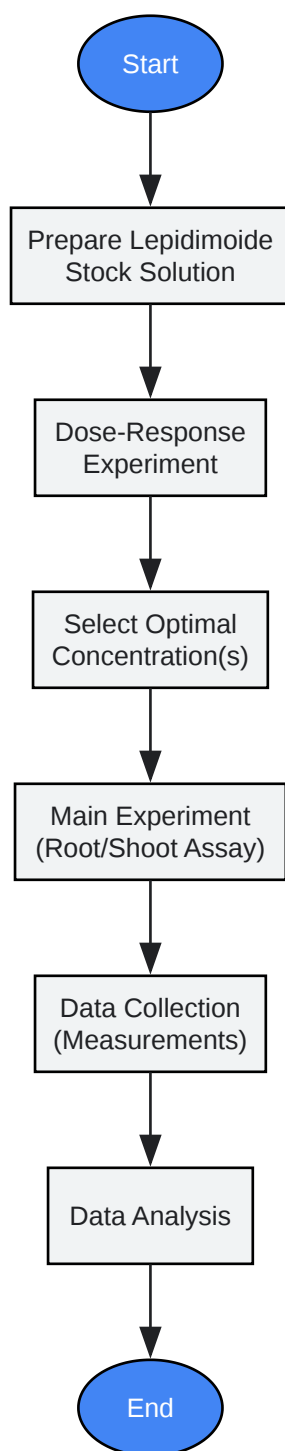 Start
Prepare Lepidimoide
Stock Solution
Dose-Response
Experiment
Select Optimal
Concentration(s)
Main Experiment
(Root/Shoot Assay)
Data Collection
(Measurements)
Data Analysis
End